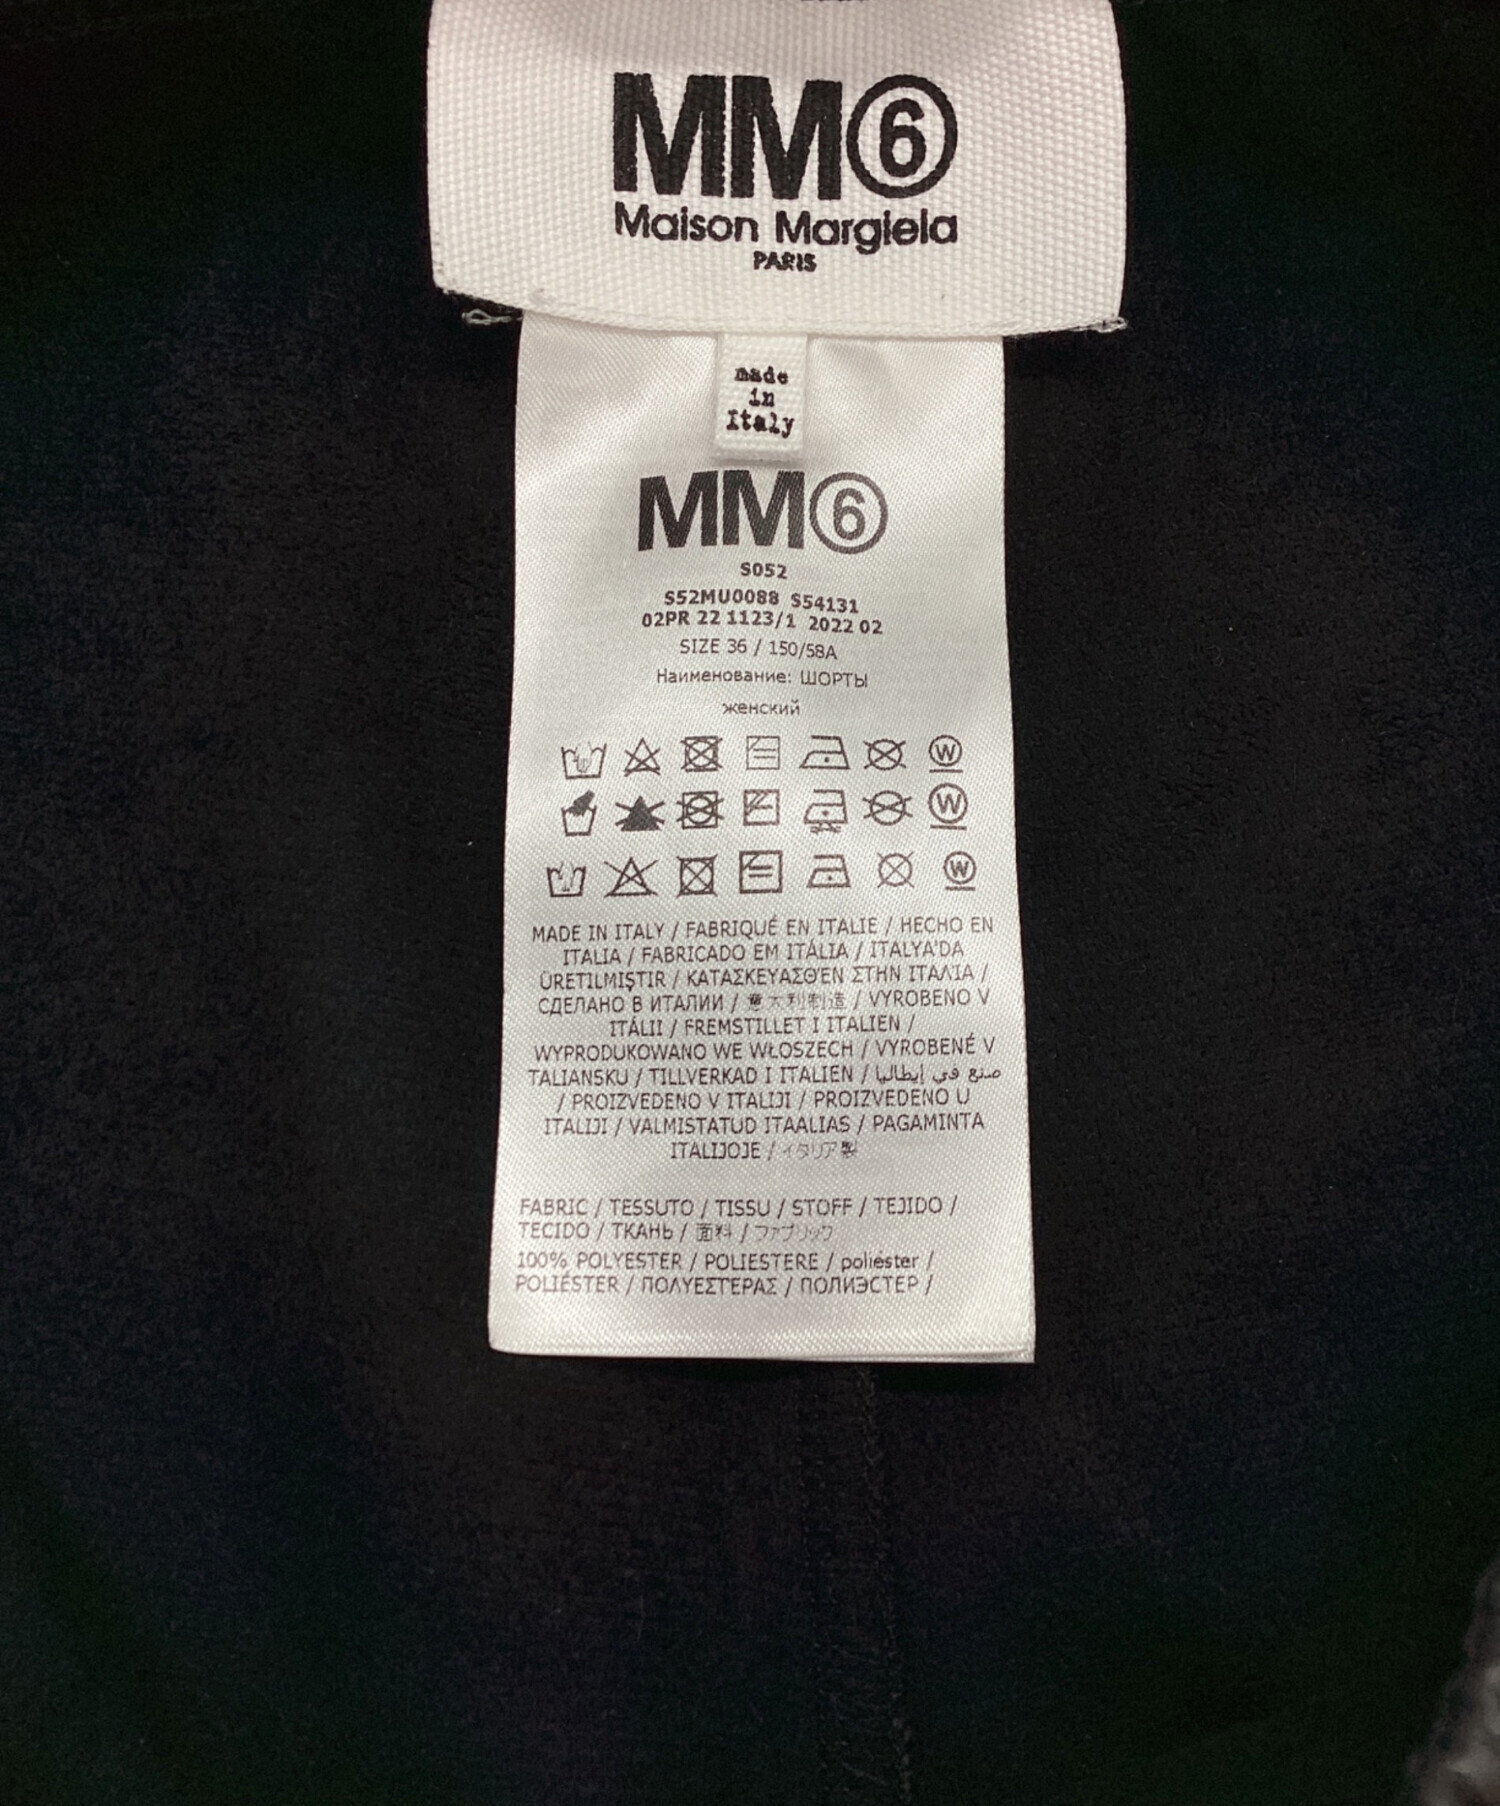 MM⑥
Maison Margiela
PARIS
made
in
Italy
MM⑥
S052
S52MU0088 S54131
02PR 22 1123/1 2022 02
SIZE 36 / 150/58A
Наименование: ШОРТЫ
женский
W
W
W
MADE IN ITALY / FABRIQUÉ EN ITALIE / HECHO EN
ITALIA / FABRICADO EM ITÁLIA / ITALYA'DA
ÜRETILMIŞTIR / ΚΑΤΑΣΚΕΥΑΣΘ'ΕΝ ΣΤΗΝ ΙΤΑΛ'ΙΑ /
СДЕЛАНО В ИТАЛИИ / 意大利制造 / VYROBENO V
ITÁLII / FREMSTILLET I ITALIEN /
WYPRODUKOWANO WE WŁOSZECH / VYROBENÉ V
TALIANSKU / TILLVERKAD I ITALIEN / صنع في إيطاليا
/ PROIZVEDENO V ITALIJI / PROIZVEDENO U
ITALIJI / VALMISTATUD ITAALIAS / PAGAMINTA
ITALIJOJE / イタリア製
FABRIC / TESSUTO / TISSU / STOFF / TEJIDO /
TECIDO / ТКАНЬ / 面料 / ファブリック
100% POLYESTER / POLIESTERE / poliéster /
POLIÉSTER / ΠΟΛΥΕΣΤΕΡΑΣ / ПОЛИЭСТЕР /